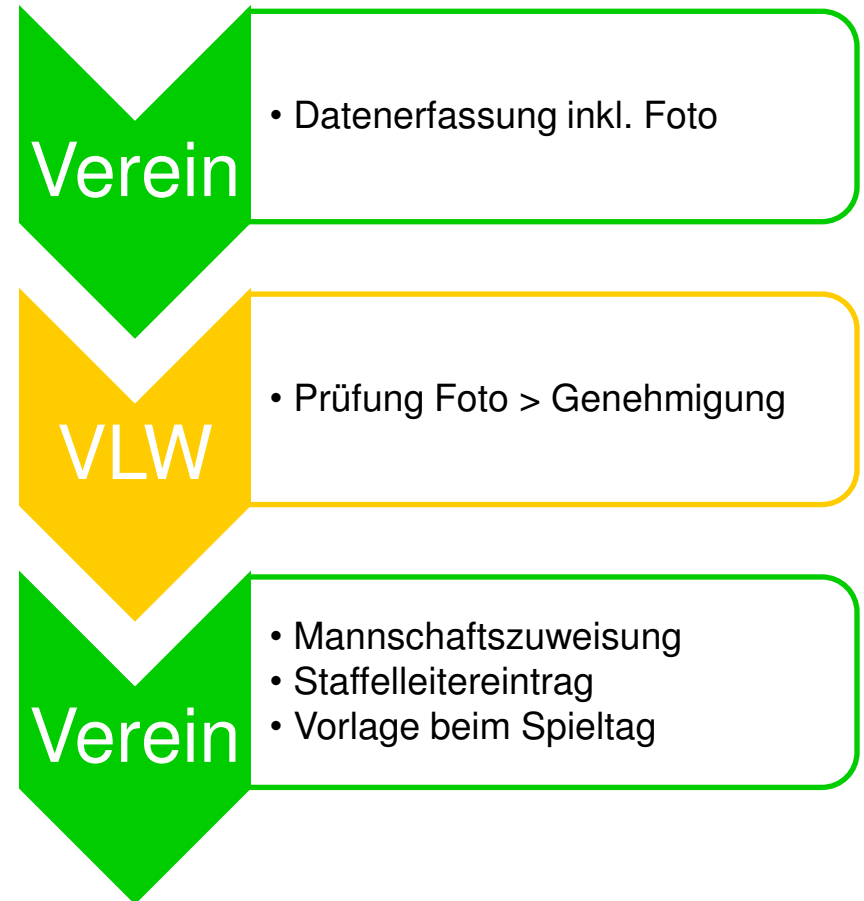 Verein
• Datenerfassung inkl. Foto
VLW
• Prüfung Foto > Genehmigung
Verein
• Mannschaftszuweisung
• Staffelleitereintrag
• Vorlage beim Spieltag